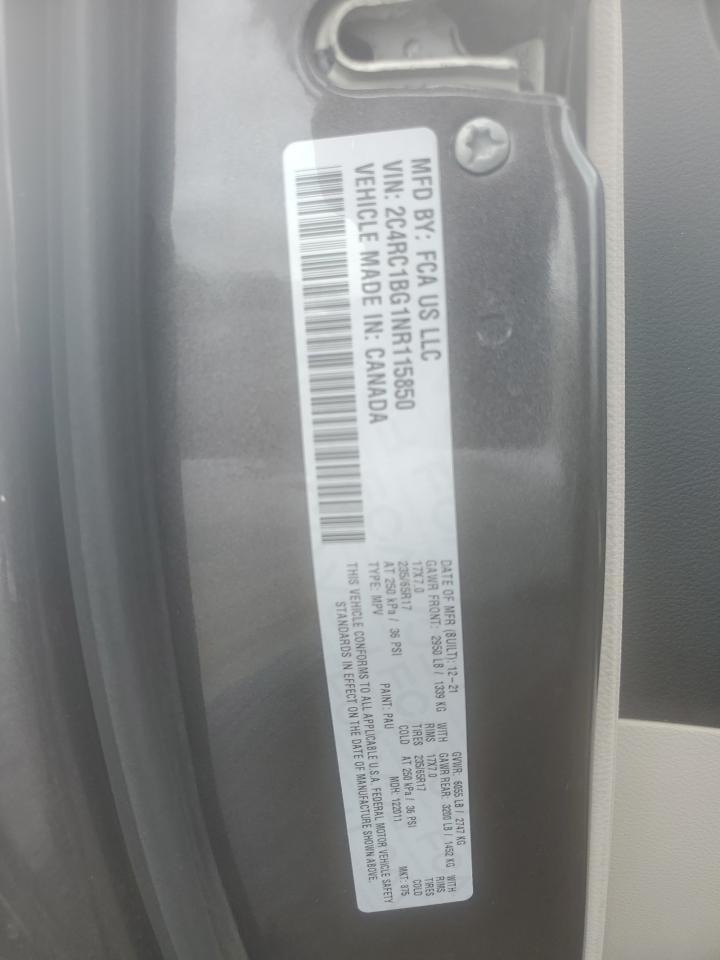 MFD BY: FCA US LLC
VIN: 2C4RC1BG1NR115850
VEHICLE MADE IN: CANADA
DATE OF MFR (BUILT): 12-21 GVWR: 6055 LB / 2747 KG
GAWR FRONT: 2950 LB / 1339 KG WITH GAWR REAR: 3200 LB / 1452 KG WITH
17X7.0 RIMS 17X7.0 RIMS
235/65R17 TIRES 235/65R17 TIRES
AT 250 kPa / 36 PSI COLD AT 250 kPa / 36 PSI COLD
TYPE: MPV PAINT: PAU MDH: 122011 MKT: 875
THIS VEHICLE CONFORMS TO ALL APPLICABLE U.S.A. FEDERAL MOTOR VEHICLE SAFETY
STANDARDS IN EFFECT ON THE DATE OF MANUFACTURE SHOWN ABOVE.